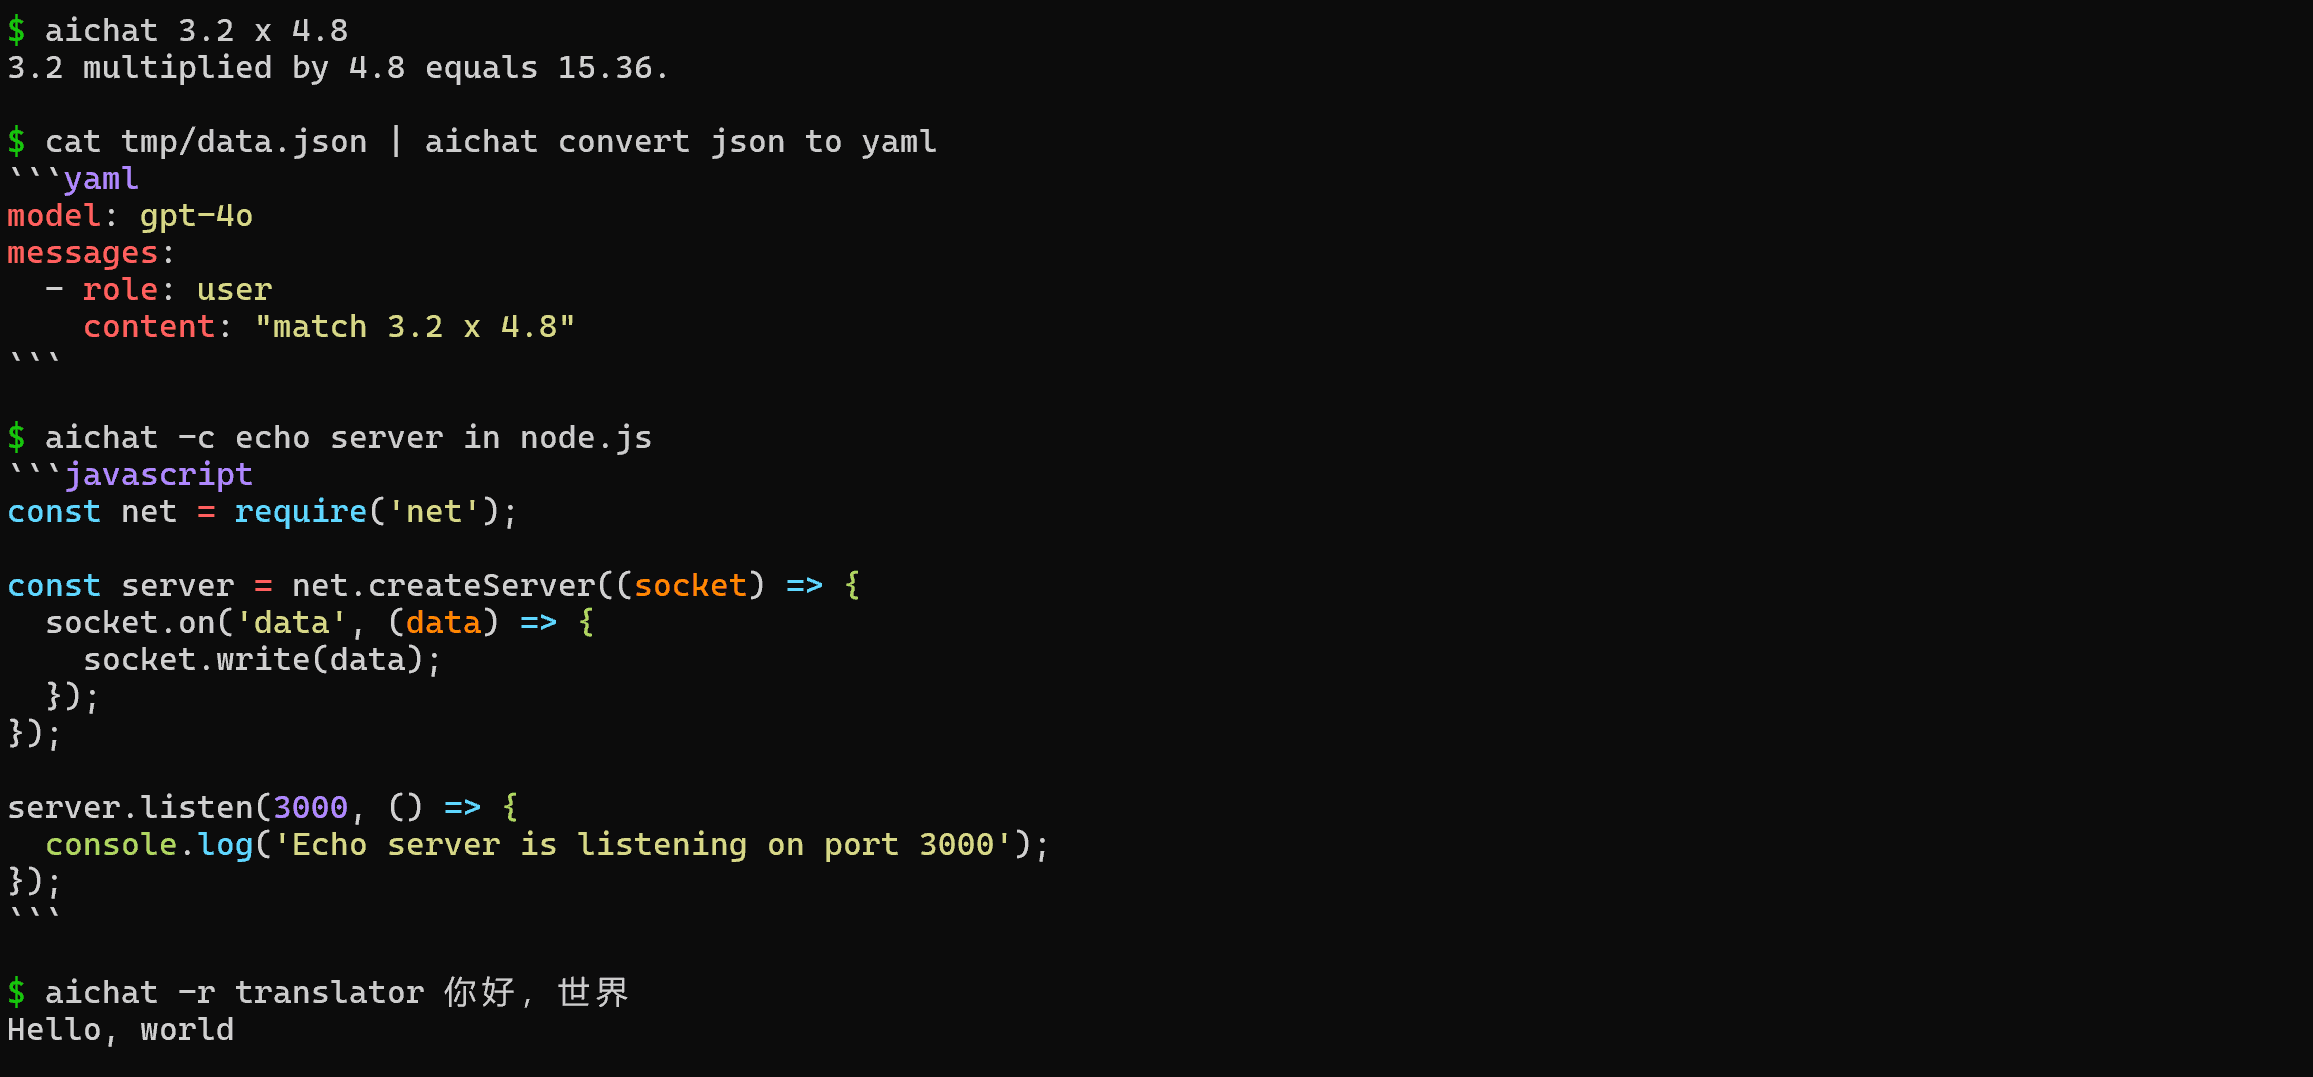 $ aichat 3.2 x 4.8
3.2 multiplied by 4.8 equals 15.36.
$ cat tmp/data.json | aichat convert json to yaml
```yaml
model: gpt-4o
messages:
  - role: user
    content: "match 3.2 x 4.8"
```
$ aichat -c echo server in node.js
```javascript
const net = require('net');
const server = net.createServer((socket) => {
  socket.on('data', (data) => {
    socket.write(data);
  });
});
server.listen(3000, () => {
  console.log('Echo server is listening on port 3000');
});
```
$ aichat -r translator 你好，世界
Hello, world